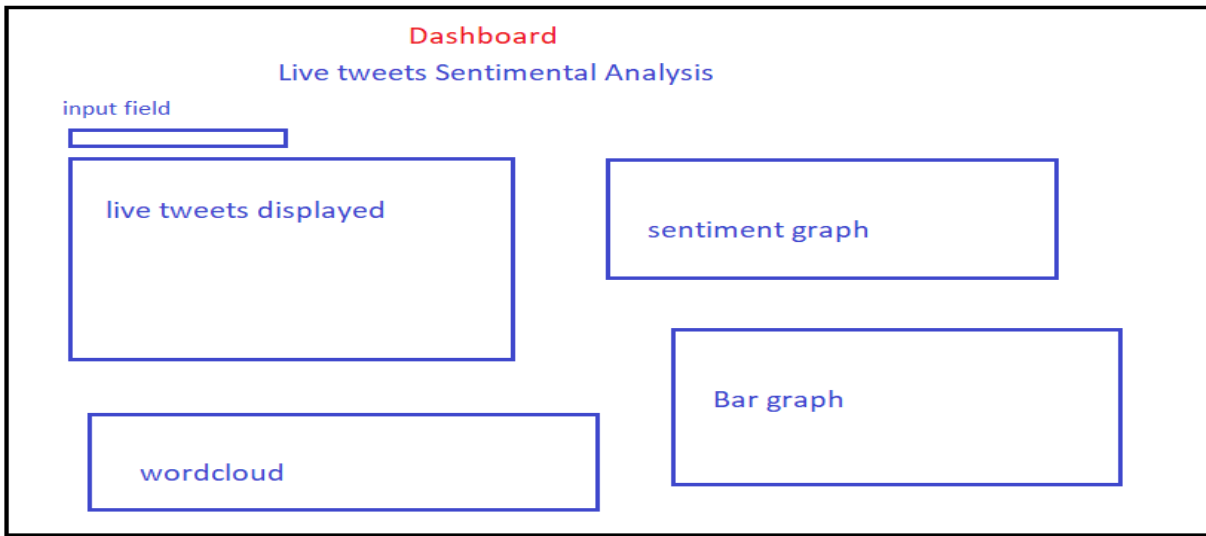 Dashboard
Live tweets Sentimental Analysis
input field
live tweets displayed
sentiment graph
Bar graph
wordcloud